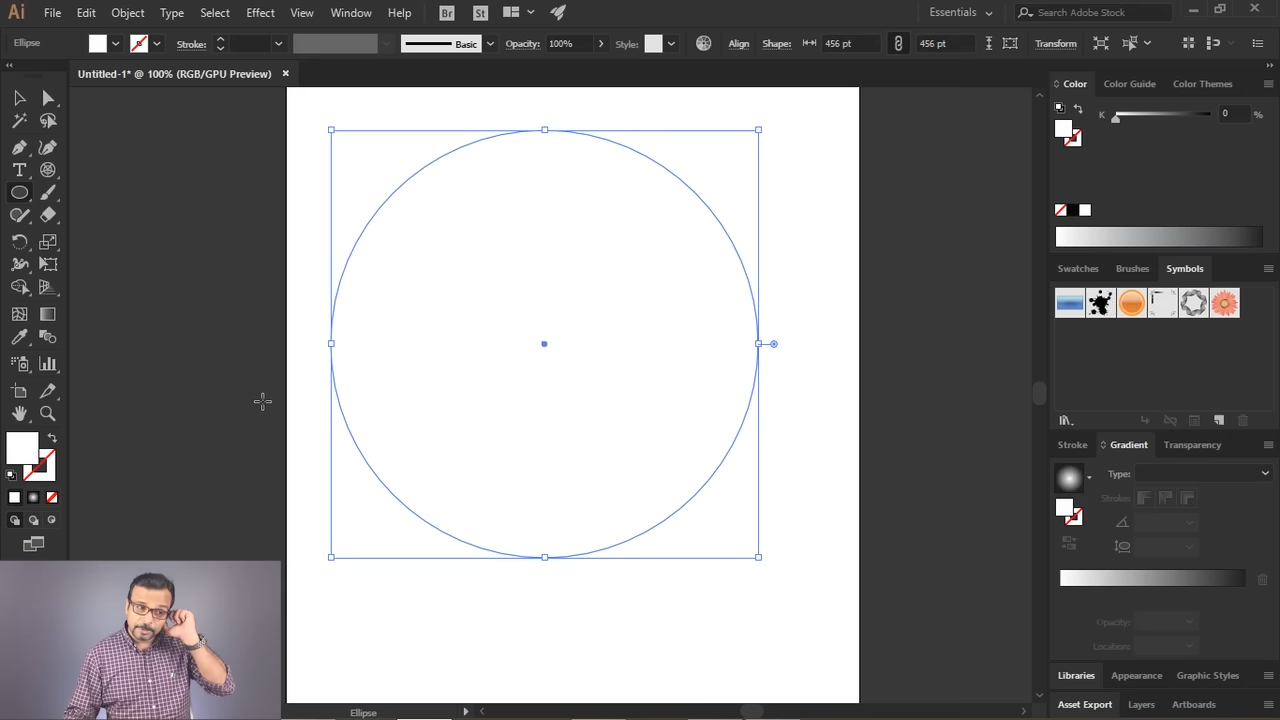 Ai File Edit Object Type Select Effect View Window Help Br St Essentials Search Adobe Stock
Ellipse Stroke: Basic Opacity: 100% Style: Align Shape: 456 pt 456 pt Transform
Untitled-1* @ 100% (RGB/GPU Preview)
Color Color Guide Color Themes
K 0 %
Swatches Brushes Symbols
Stroke Gradient Transparency
Type:
Stroke:
Opacity:
Location:
Libraries Appearance Graphic Styles
Asset Export Layers Artboards
Ellipse